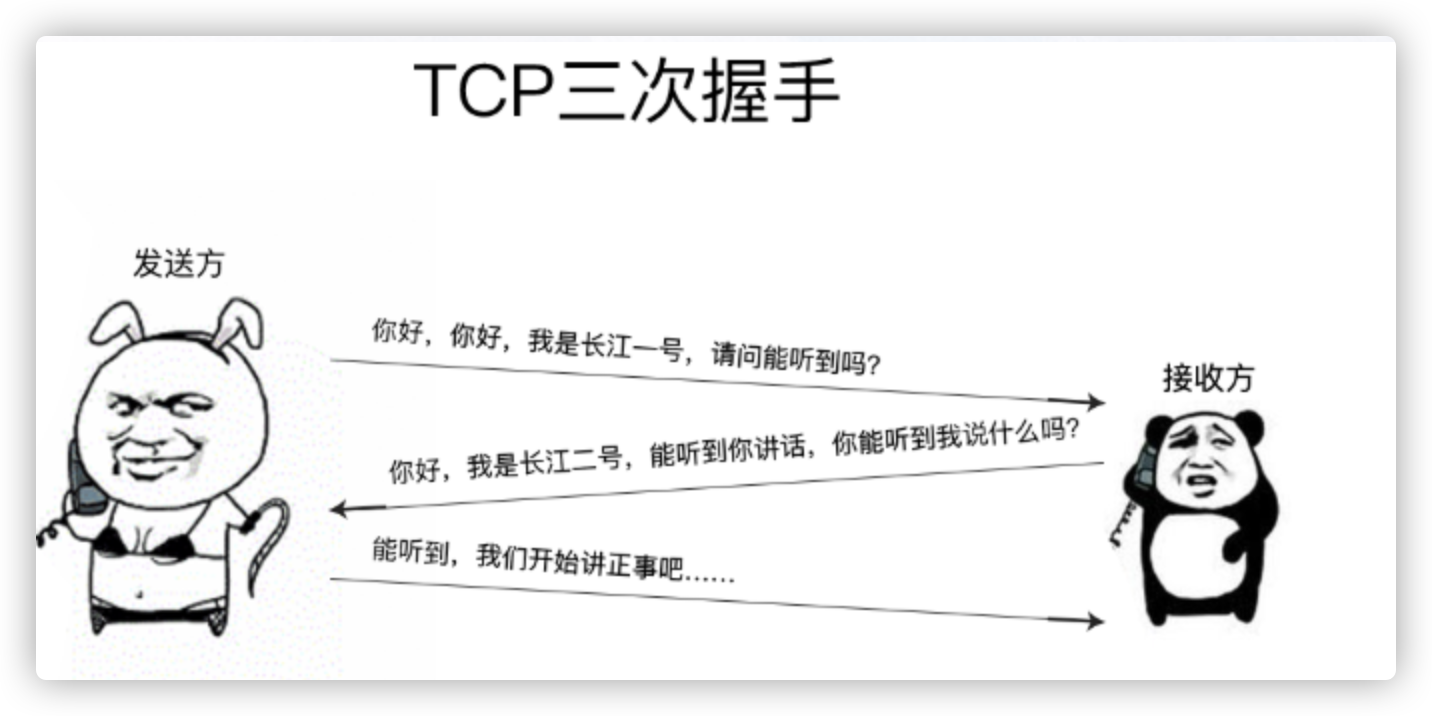 TCP三次握手
发送方
你好，你好，我是长江一号，请问能听到吗？
接收方
你好，我是长江二号，能听到你讲话，你能听到我说什么吗？
能听到，我们开始讲正事吧……